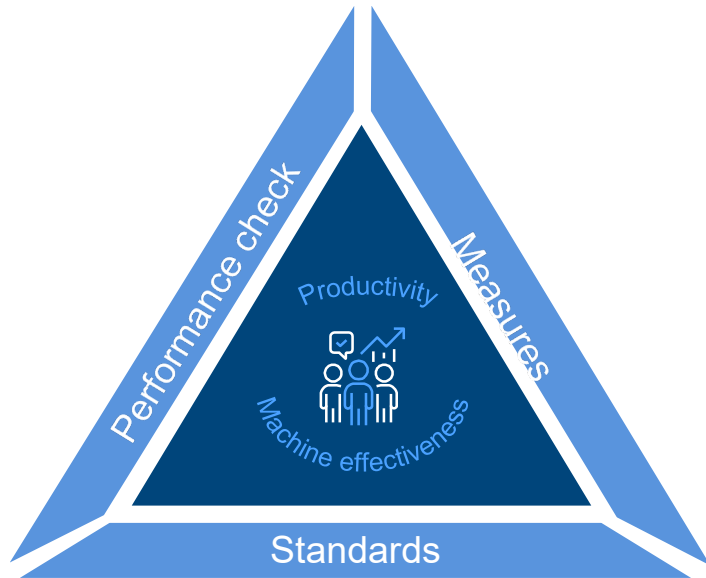 Performance check
Measures
Productivity
Machine effectiveness
Standards